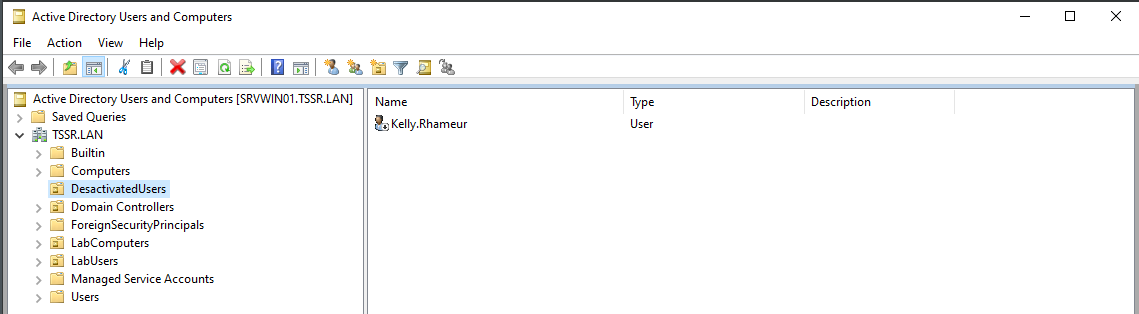 Active Directory Users and Computers
File Action View Help
Active Directory Users and Computers [SRVWIN01.TSSR.LAN]
Saved Queries
TSSR.LAN
Builtin
Computers
DesactivatedUsers
Domain Controllers
ForeignSecurityPrincipals
LabComputers
LabUsers
Managed Service Accounts
Users
Name Type Description
Kelly.Rhameur User